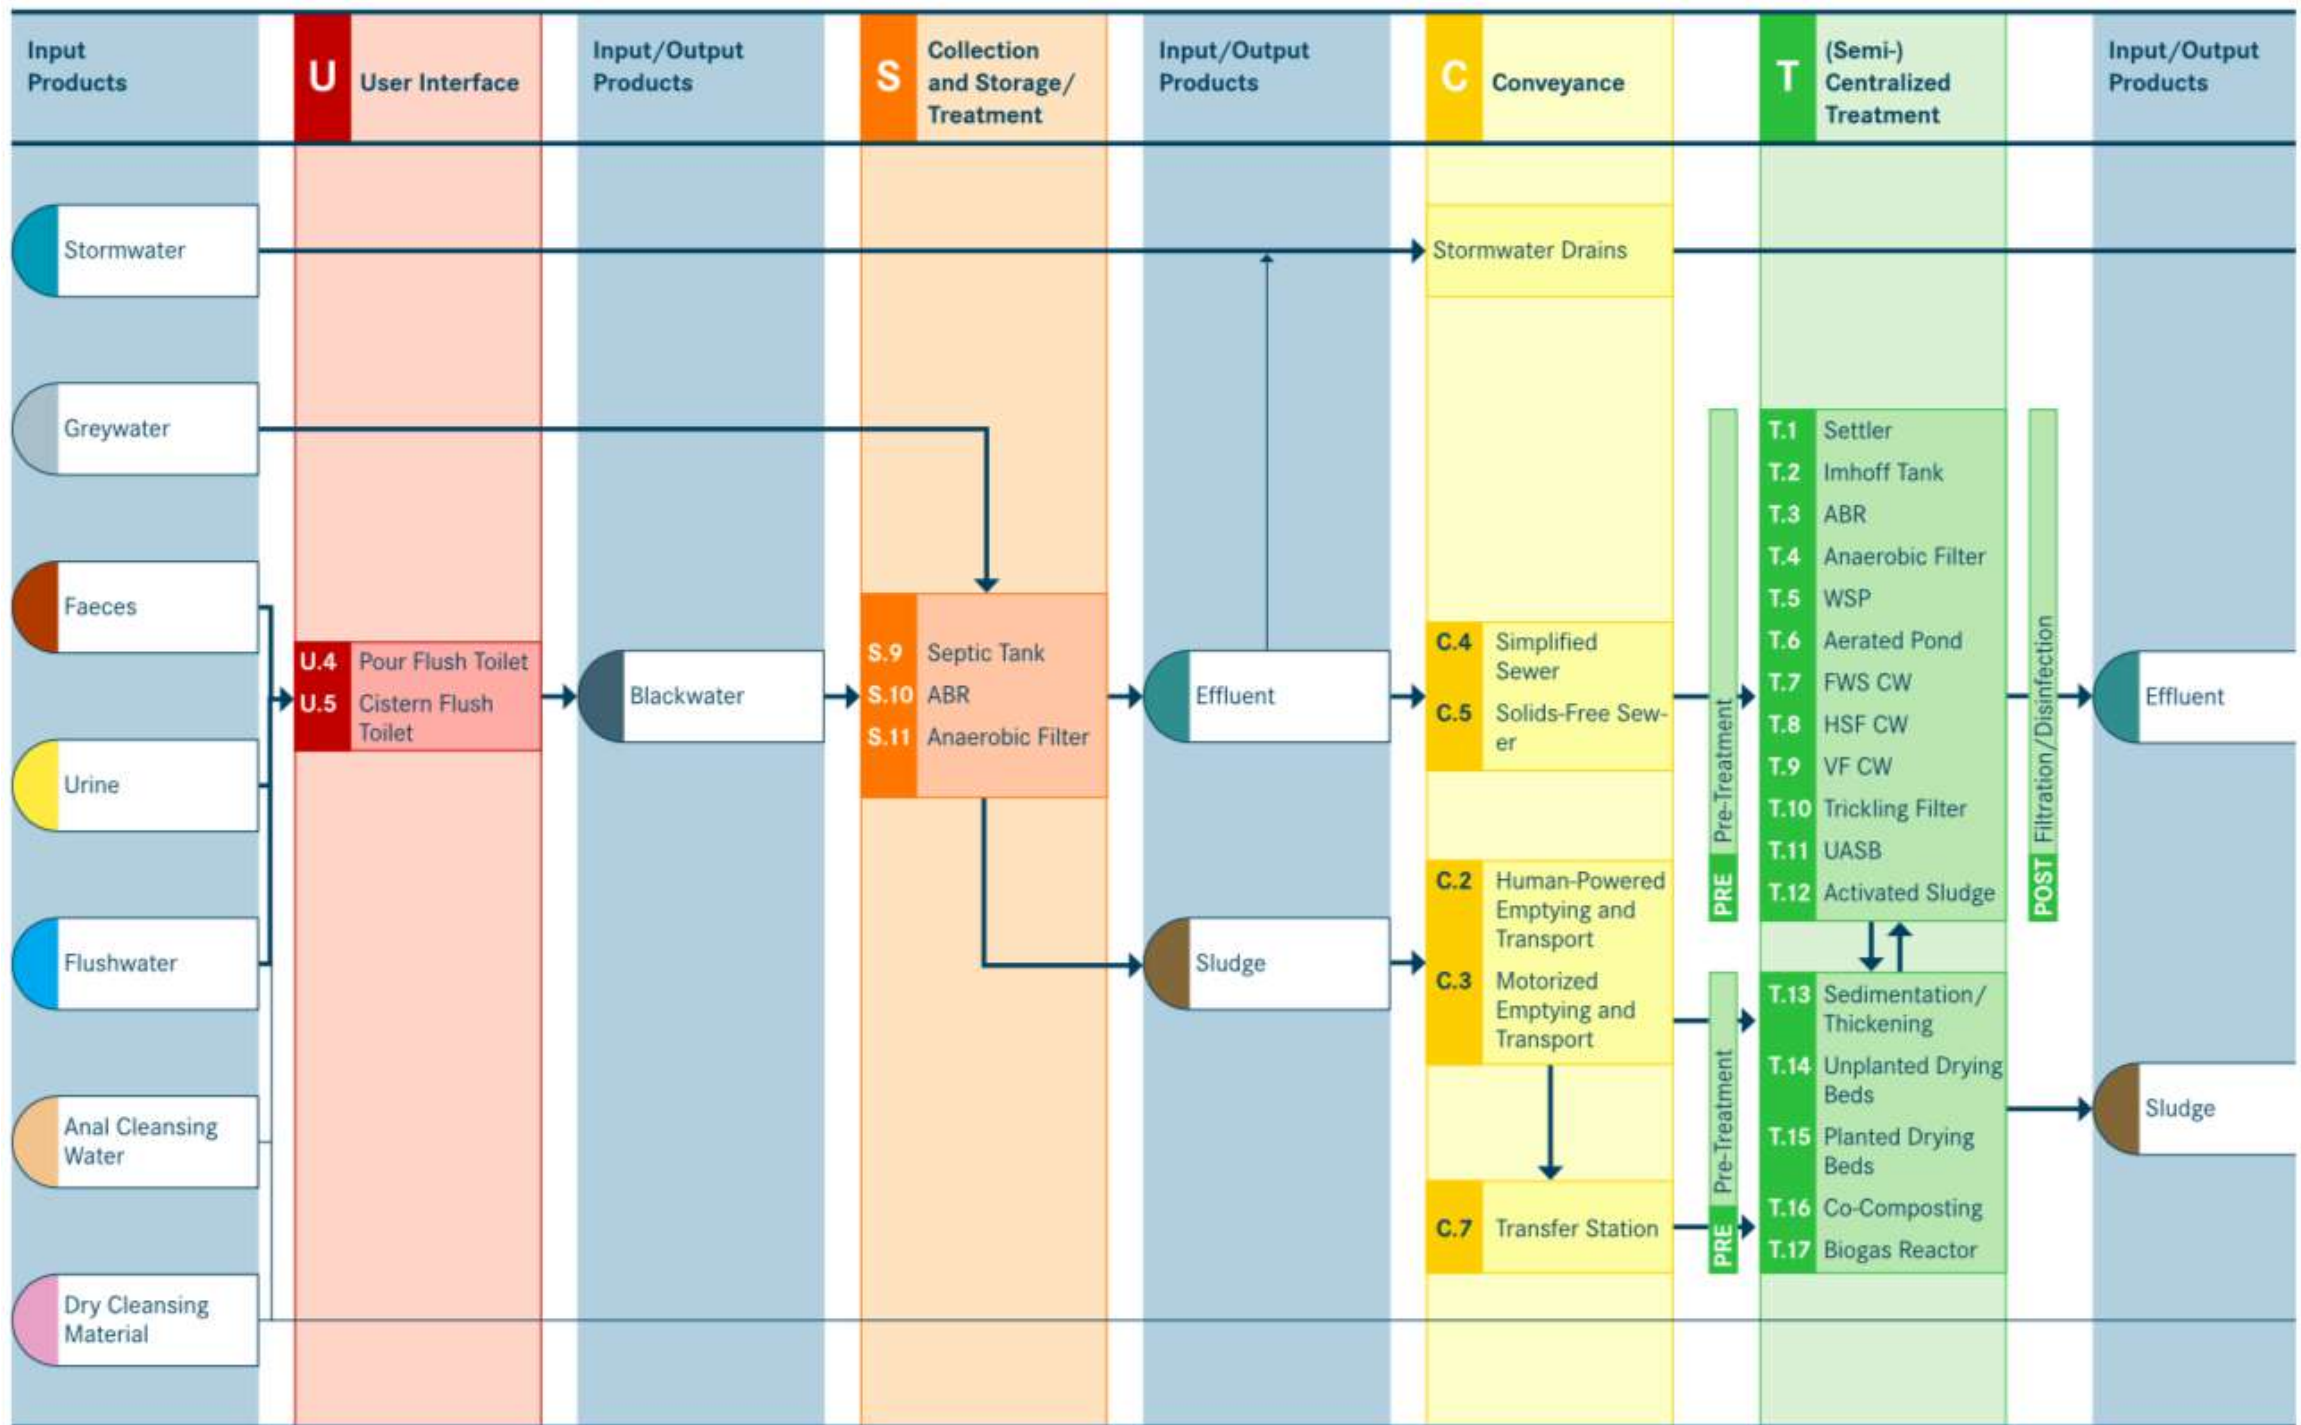 Input
Products
U User Interface
Input/Output
Products
S Collection
and Storage/
Treatment
Input/Output
Products
C Conveyance
T (Semi-)
Centralized
Treatment
Input/Output
Products
Stormwater
Greywater
Faeces
Urine
Flushwater
Anal Cleansing
Water
Dry Cleansing
Material
U.4 Pour Flush Toilet
U.5 Cistern Flush
Toilet
Blackwater
S.9 Septic Tank
S.10 ABR
S.11 Anaerobic Filter
Effluent
Sludge
Stormwater Drains
C.4 Simplified
Sewer
C.5 Solids-Free Sew-
er
C.2 Human-Powered
Emptying and
Transport
C.3 Motorized
Emptying and
Transport
C.7 Transfer Station
PRE Pre-Treatment
PRE Pre-Treatment
T.1 Settler
T.2 Imhoff Tank
T.3 ABR
T.4 Anaerobic Filter
T.5 WSP
T.6 Aerated Pond
T.7 FWS CW
T.8 HSF CW
T.9 VF CW
T.10 Trickling Filter
T.11 UASB
T.12 Activated Sludge
T.13 Sedimentation/
Thickening
T.14 Unplanted Drying
Beds
T.15 Planted Drying
Beds
T.16 Co-Composting
T.17 Biogas Reactor
POST Filtration/Disinfection
Effluent
Sludge